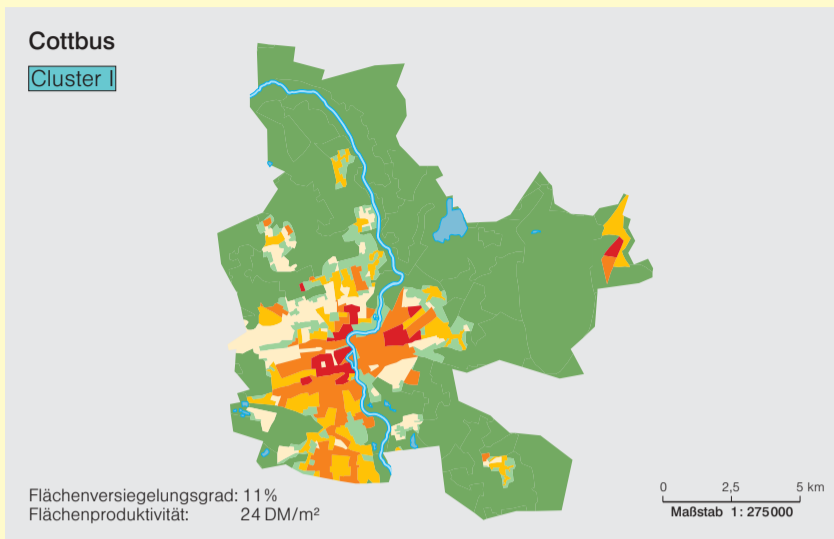 Cottbus
Cluster I
Flächenversiegelungsgrad: 11%
Flächenproduktivität: 24 DM/m²
0 2,5 5 km
Maßstab 1: 275000